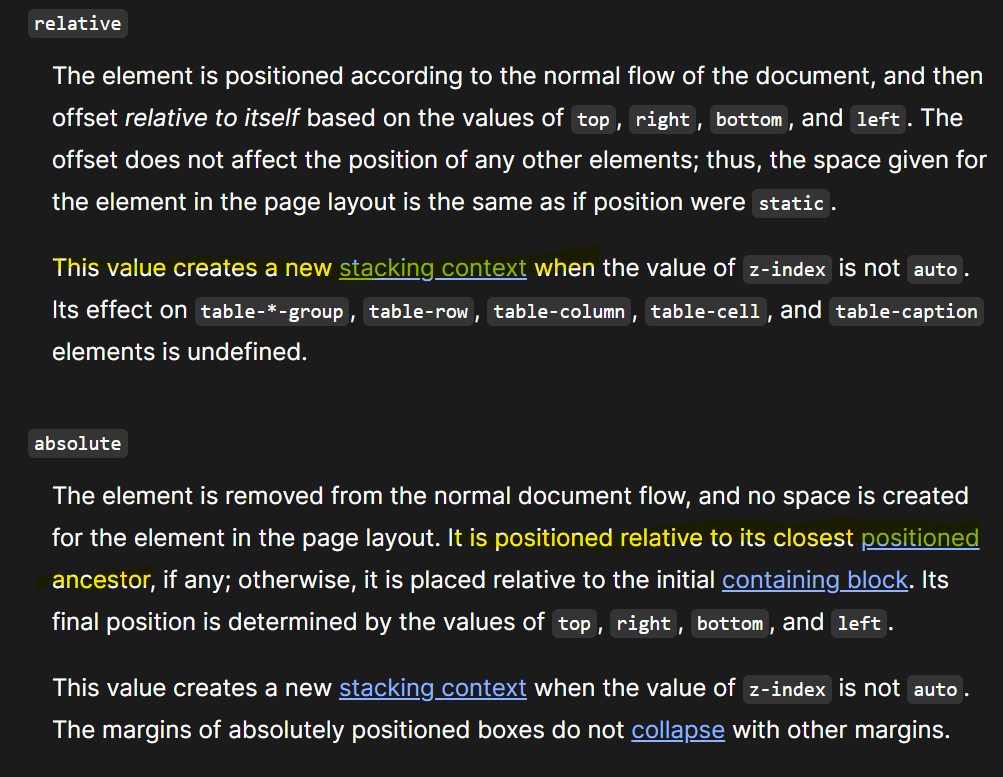 relative
The element is positioned according to the normal flow of the document, and then
offset relative to itself based on the values of top, right, bottom, and left. The
offset does not affect the position of any other elements; thus, the space given for
the element in the page layout is the same as if position were static.
This value creates a new stacking context when the value of z-index is not auto.
Its effect on table-*-group, table-row, table-column, table-cell, and table-caption
elements is undefined.
absolute
The element is removed from the normal document flow, and no space is created
for the element in the page layout. It is positioned relative to its closest positioned
ancestor, if any; otherwise, it is placed relative to the initial containing block. Its
final position is determined by the values of top, right, bottom, and left.
This value creates a new stacking context when the value of z-index is not auto.
The margins of absolutely positioned boxes do not collapse with other margins.